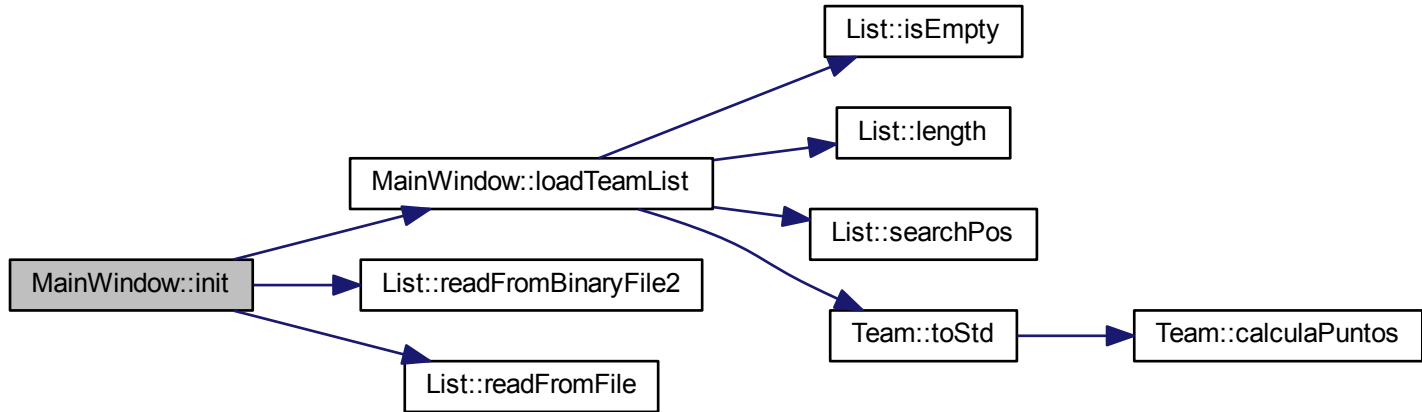 List::isEmpty
List::length
MainWindow::loadTeamList
List::searchPos
MainWindow::init
List::readFromBinaryFile2
Team::toStd
Team::calculaPuntos
List::readFromFile